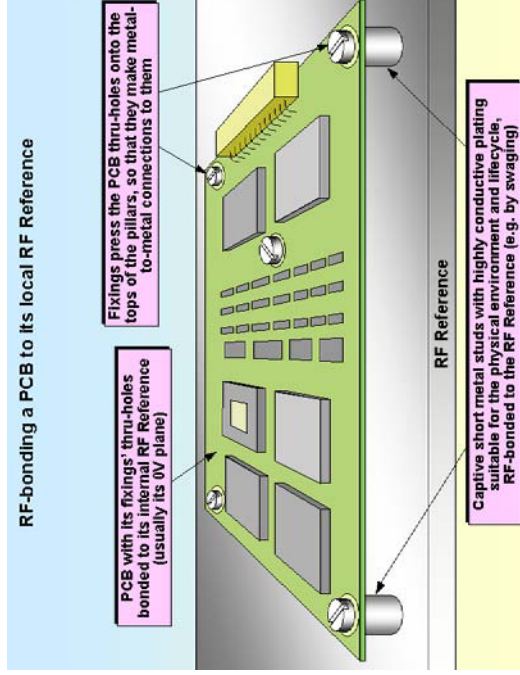 RF-bonding a PCB to its local RF Reference
PCB with its fixings' thru-holes
bonded to its internal RF Reference
(usually its 0V plane)
Fixings press the PCB thru-holes onto the
tops of the pillars, so that they make metal-
to-metal connections to them
RF Reference
Captive short metal studs with highly conductive plating
suitable for the physical environment and lifecycle,
RF-bonded to the RF Reference (e.g. by swaging)